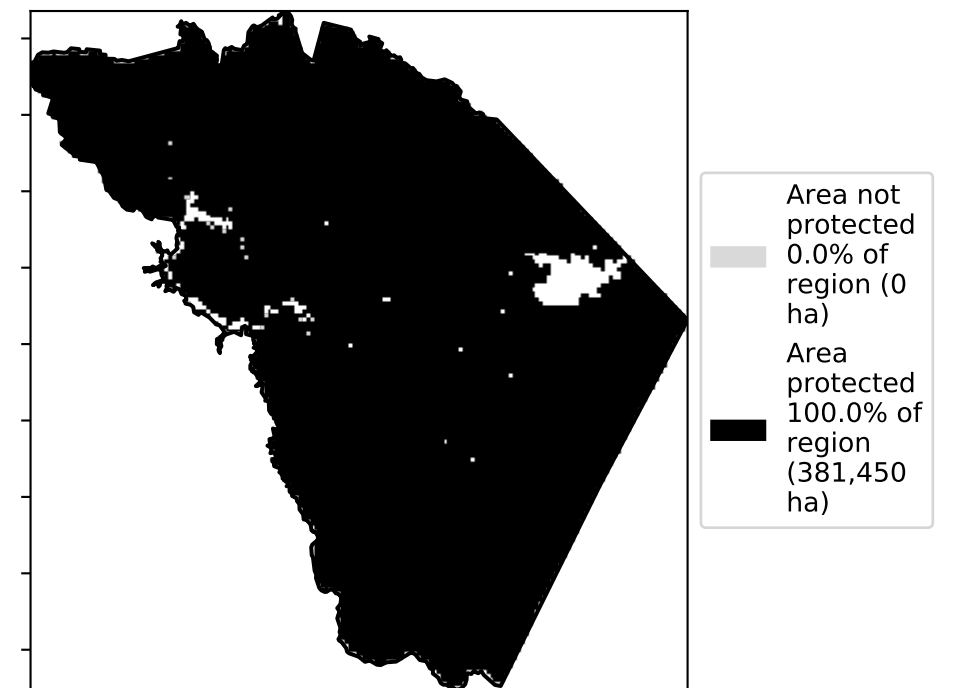 Area not
protected
0.0% of
region (0
ha)
Area
protected
100.0% of
region
(381,450
ha)